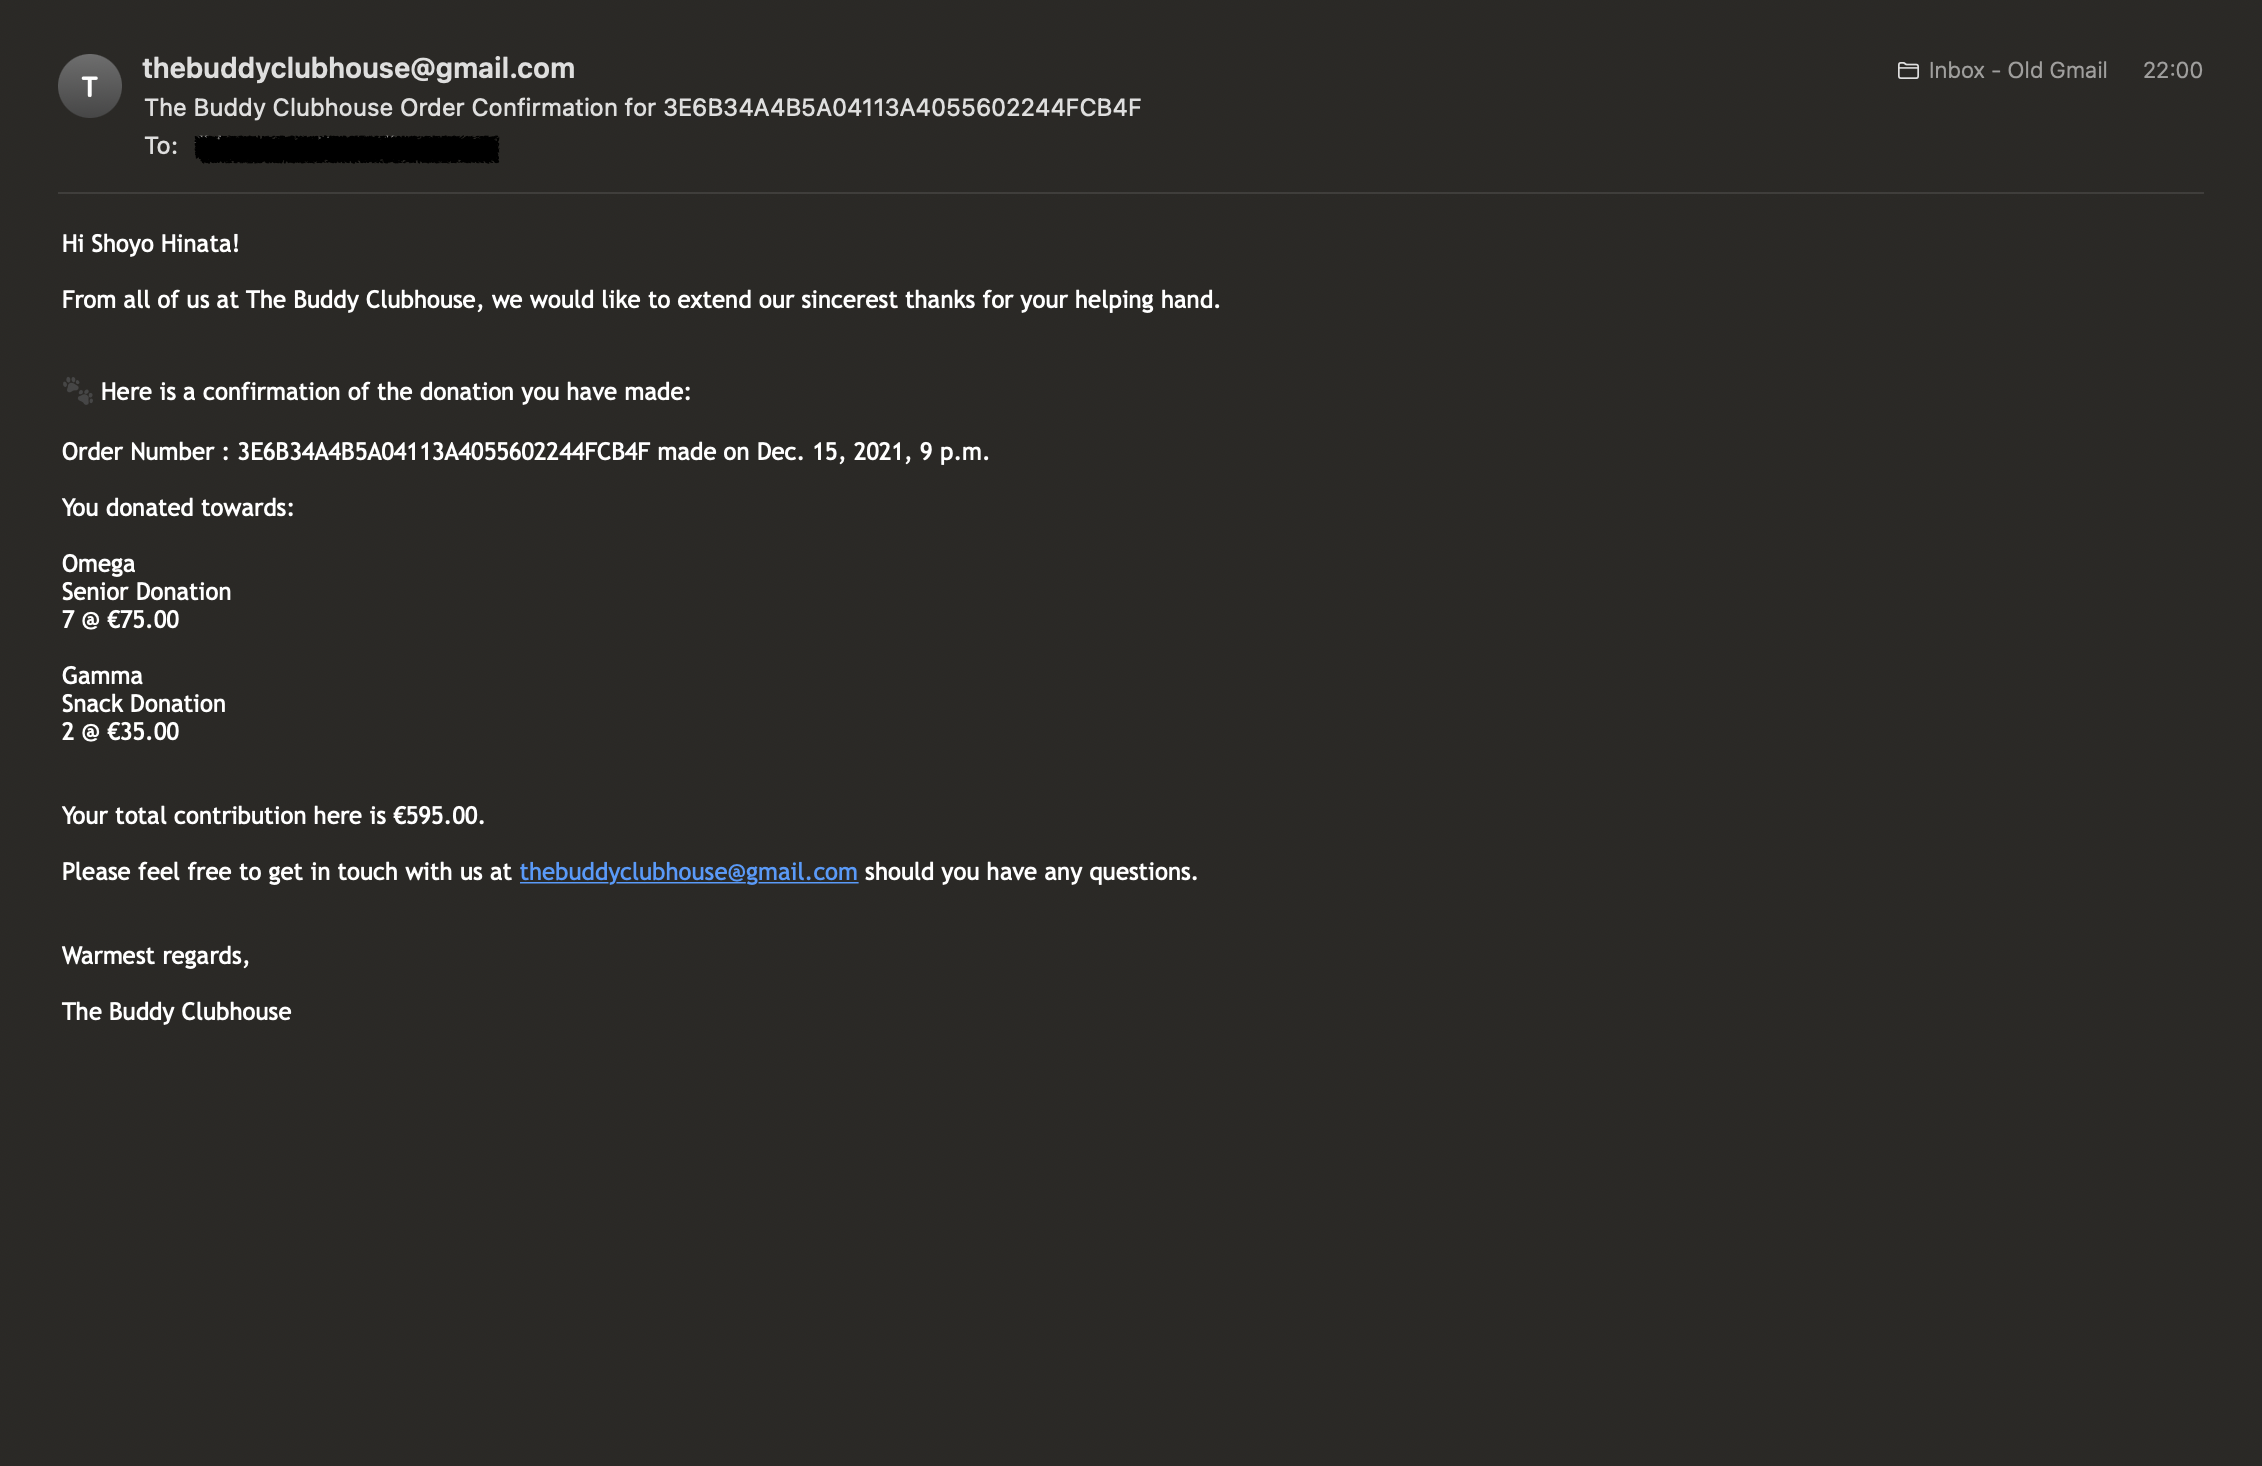 T
thebuddyclubhouse@gmail.com
Inbox - Old Gmail 22:00
The Buddy Clubhouse Order Confirmation for 3E6B34A4B5A04113A4055602244FCB4F
To:
Hi Shoyo Hinata!
From all of us at The Buddy Clubhouse, we would like to extend our sincerest thanks for your helping hand.
🐾 Here is a confirmation of the donation you have made:
Order Number : 3E6B34A4B5A04113A4055602244FCB4F made on Dec. 15, 2021, 9 p.m.
You donated towards:
Omega
Senior Donation
7 @ €75.00
Gamma
Snack Donation
2 @ €35.00
Your total contribution here is €595.00.
Please feel free to get in touch with us at thebuddyclubhouse@gmail.com should you have any questions.
Warmest regards,
The Buddy Clubhouse